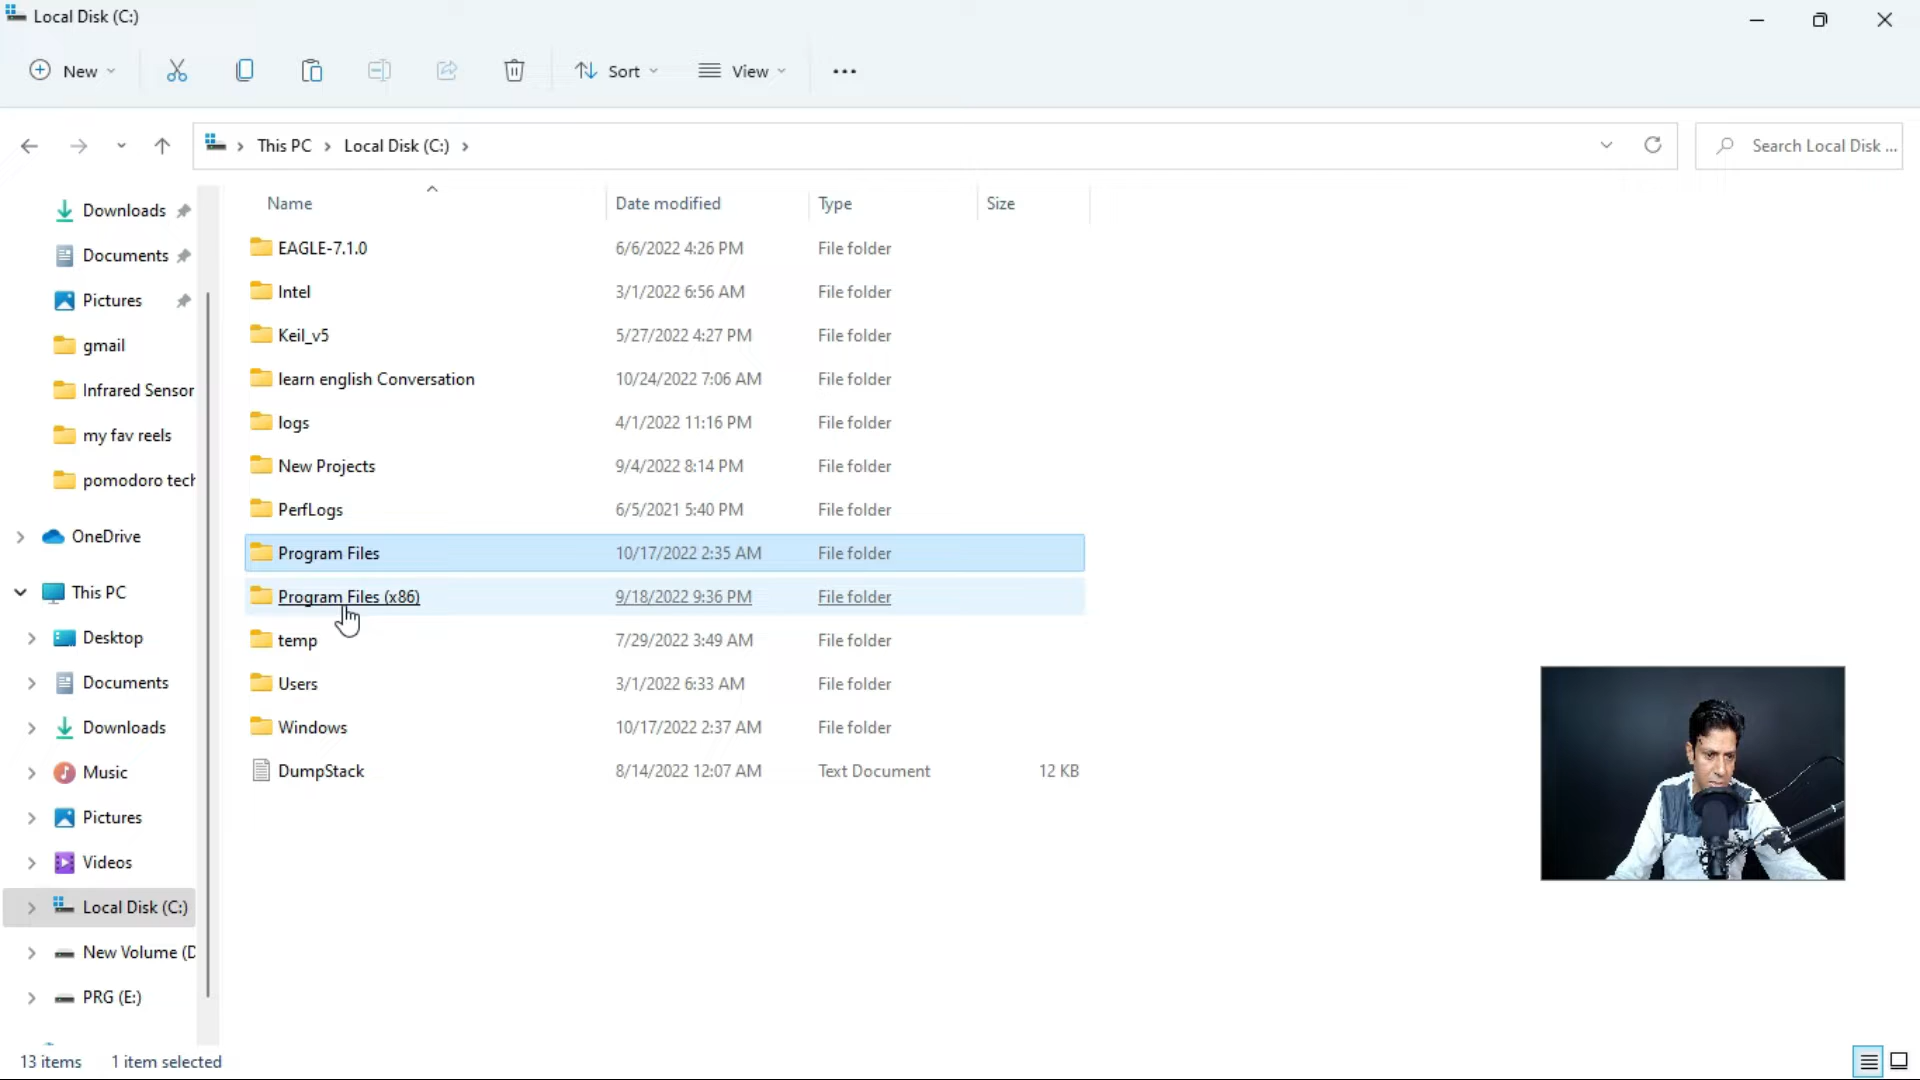 Local Disk (C:)
New
Sort
View
This PC
Local Disk (C:)
Search Local Disk ...
Name Date modified Type Size
Downloads
Documents
Pictures
gmail
Infrared Sensor
my fav reels
pomodoro tech
OneDrive
This PC
Desktop
Documents
Downloads
Music
Pictures
Videos
Local Disk (C:)
New Volume (D
PRG (E:)
EAGLE-7.1.0 6/6/2022 4:26 PM File folder
Intel 3/1/2022 6:56 AM File folder
Keil_v5 5/27/2022 4:27 PM File folder
learn english Conversation 10/24/2022 7:06 AM File folder
logs 4/1/2022 11:16 PM File folder
New Projects 9/4/2022 8:14 PM File folder
PerfLogs 6/5/2021 5:40 PM File folder
Program Files 10/17/2022 2:35 AM File folder
Program Files (x86) 9/18/2022 9:36 PM File folder
temp 7/29/2022 3:49 AM File folder
Users 3/1/2022 6:33 AM File folder
Windows 10/17/2022 2:37 AM File folder
DumpStack 8/14/2022 12:07 AM Text Document 12 KB
13 items 1 item selected